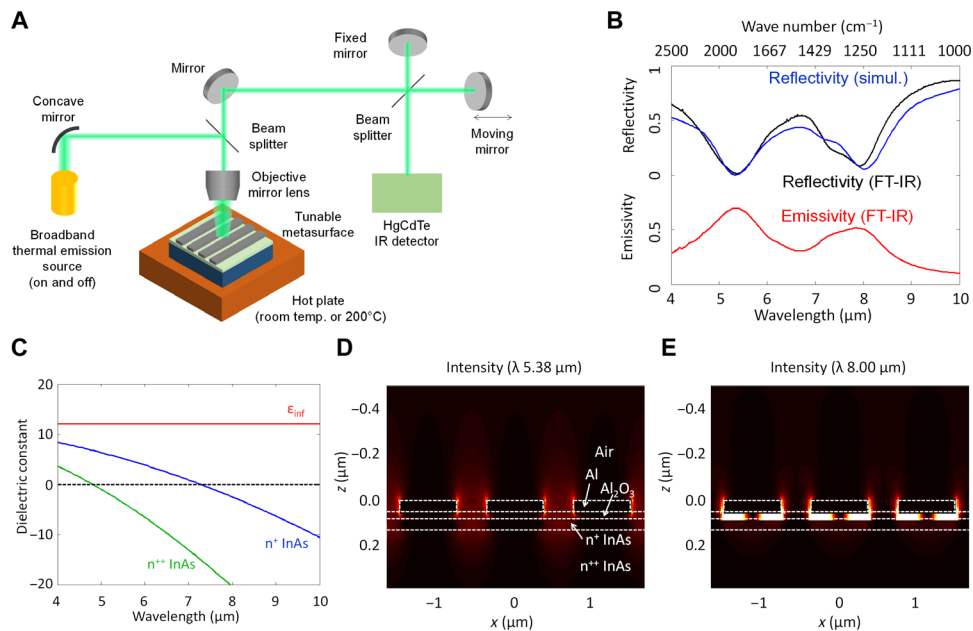 A
Fixed
mirror
Mirror
Concave
mirror
Beam
splitter
Beam
splitter
Moving
mirror
Objective
mirror lens
Tunable
metasurface
HgCdTe
IR detector
Broadband
thermal emission
source
(on and off)
Hot plate
(room temp. or 200°C)
B
Wave number (cm⁻¹)
2500 2000 1667 1429 1250 1111 1000
1
Reflectivity (simul.)
0.5
Reflectivity
0
Reflectivity (FT-IR)
Emissivity (FT-IR)
0.5
Emissivity
0
4 5 6 7 8 9 10
Wavelength (μm)
C
20
ε_inf
10
Dielectric constant
0
−10
n⁺ InAs
n⁺⁺ InAs
−20
4 5 6 7 8 9 10
Wavelength (μm)
D
Intensity (λ 5.38 μm)
−0.4
−0.2
z (μm)
Air
Al
Al₂O₃
0.0
n⁺ InAs
0.2
n⁺⁺ InAs
−1 0 1
x (μm)
E
Intensity (λ 8.00 μm)
−0.4
−0.2
z (μm)
0.0
0.2
−1 0 1
x (μm)